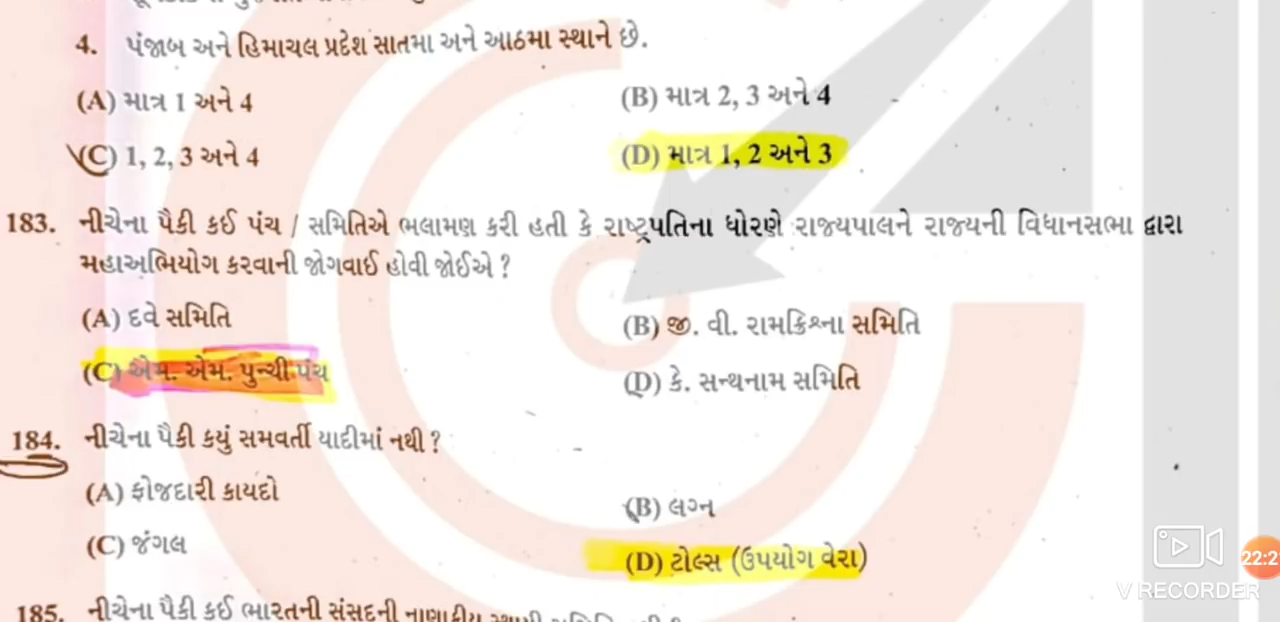 4. પંજાબ અને હિમાચલ પ્રદેશ સાતમા અને આઠમા સ્થાને છે.
(A) માત્ર 1 અને 4
(B) માત્ર 2, 3 અને 4
(C) 1, 2, 3 અને 4
(D) માત્ર 1, 2 અને 3
183. નીચેના પૈકી કઈ પંચ / સમિતિએ ભલામણ કરી હતી કે રાષ્ટ્રપતિના ધોરણે રાજ્યપાલને રાજ્યની વિધાનસભા દ્વારા
મહાઅભિયોગ કરવાની જોગવાઈ હોવી જોઈએ ?
(A) દવે સમિતિ
(B) જી. વી. રામક્રિશ્ના સમિતિ
(C) એમ. એમ. પુન્ચી પંચ
(D) કે. સન્થનામ સમિતિ
184. નીચેના પૈકી કયું સમવર્તી યાદીમાં નથી ?
(A) ફોજદારી કાયદો
(B) લગ્ન
(C) જંગલ
(D) ટોલ્સ (ઉપયોગ વેરા)
22:2
V RECORDER
185. નીચેના પૈકી કઈ ભારતની સંસદની નાણાકીય